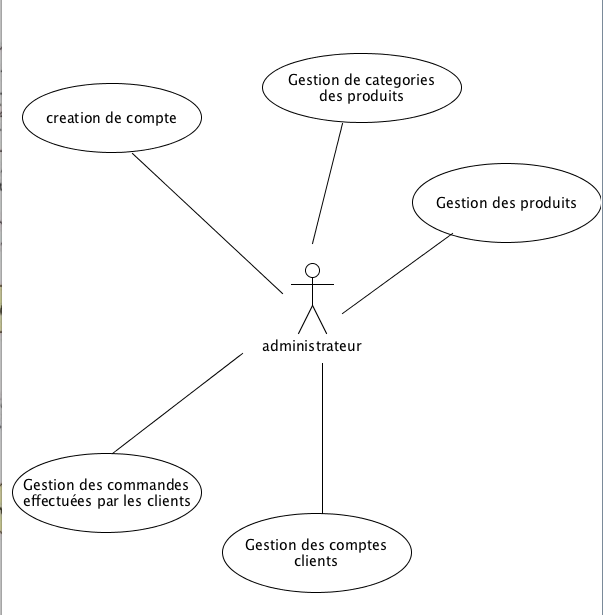 Gestion de categories
des produits
creation de compte
Gestion des produits
administrateur
Gestion des commandes
effectuées par les clients
Gestion des comptes
clients